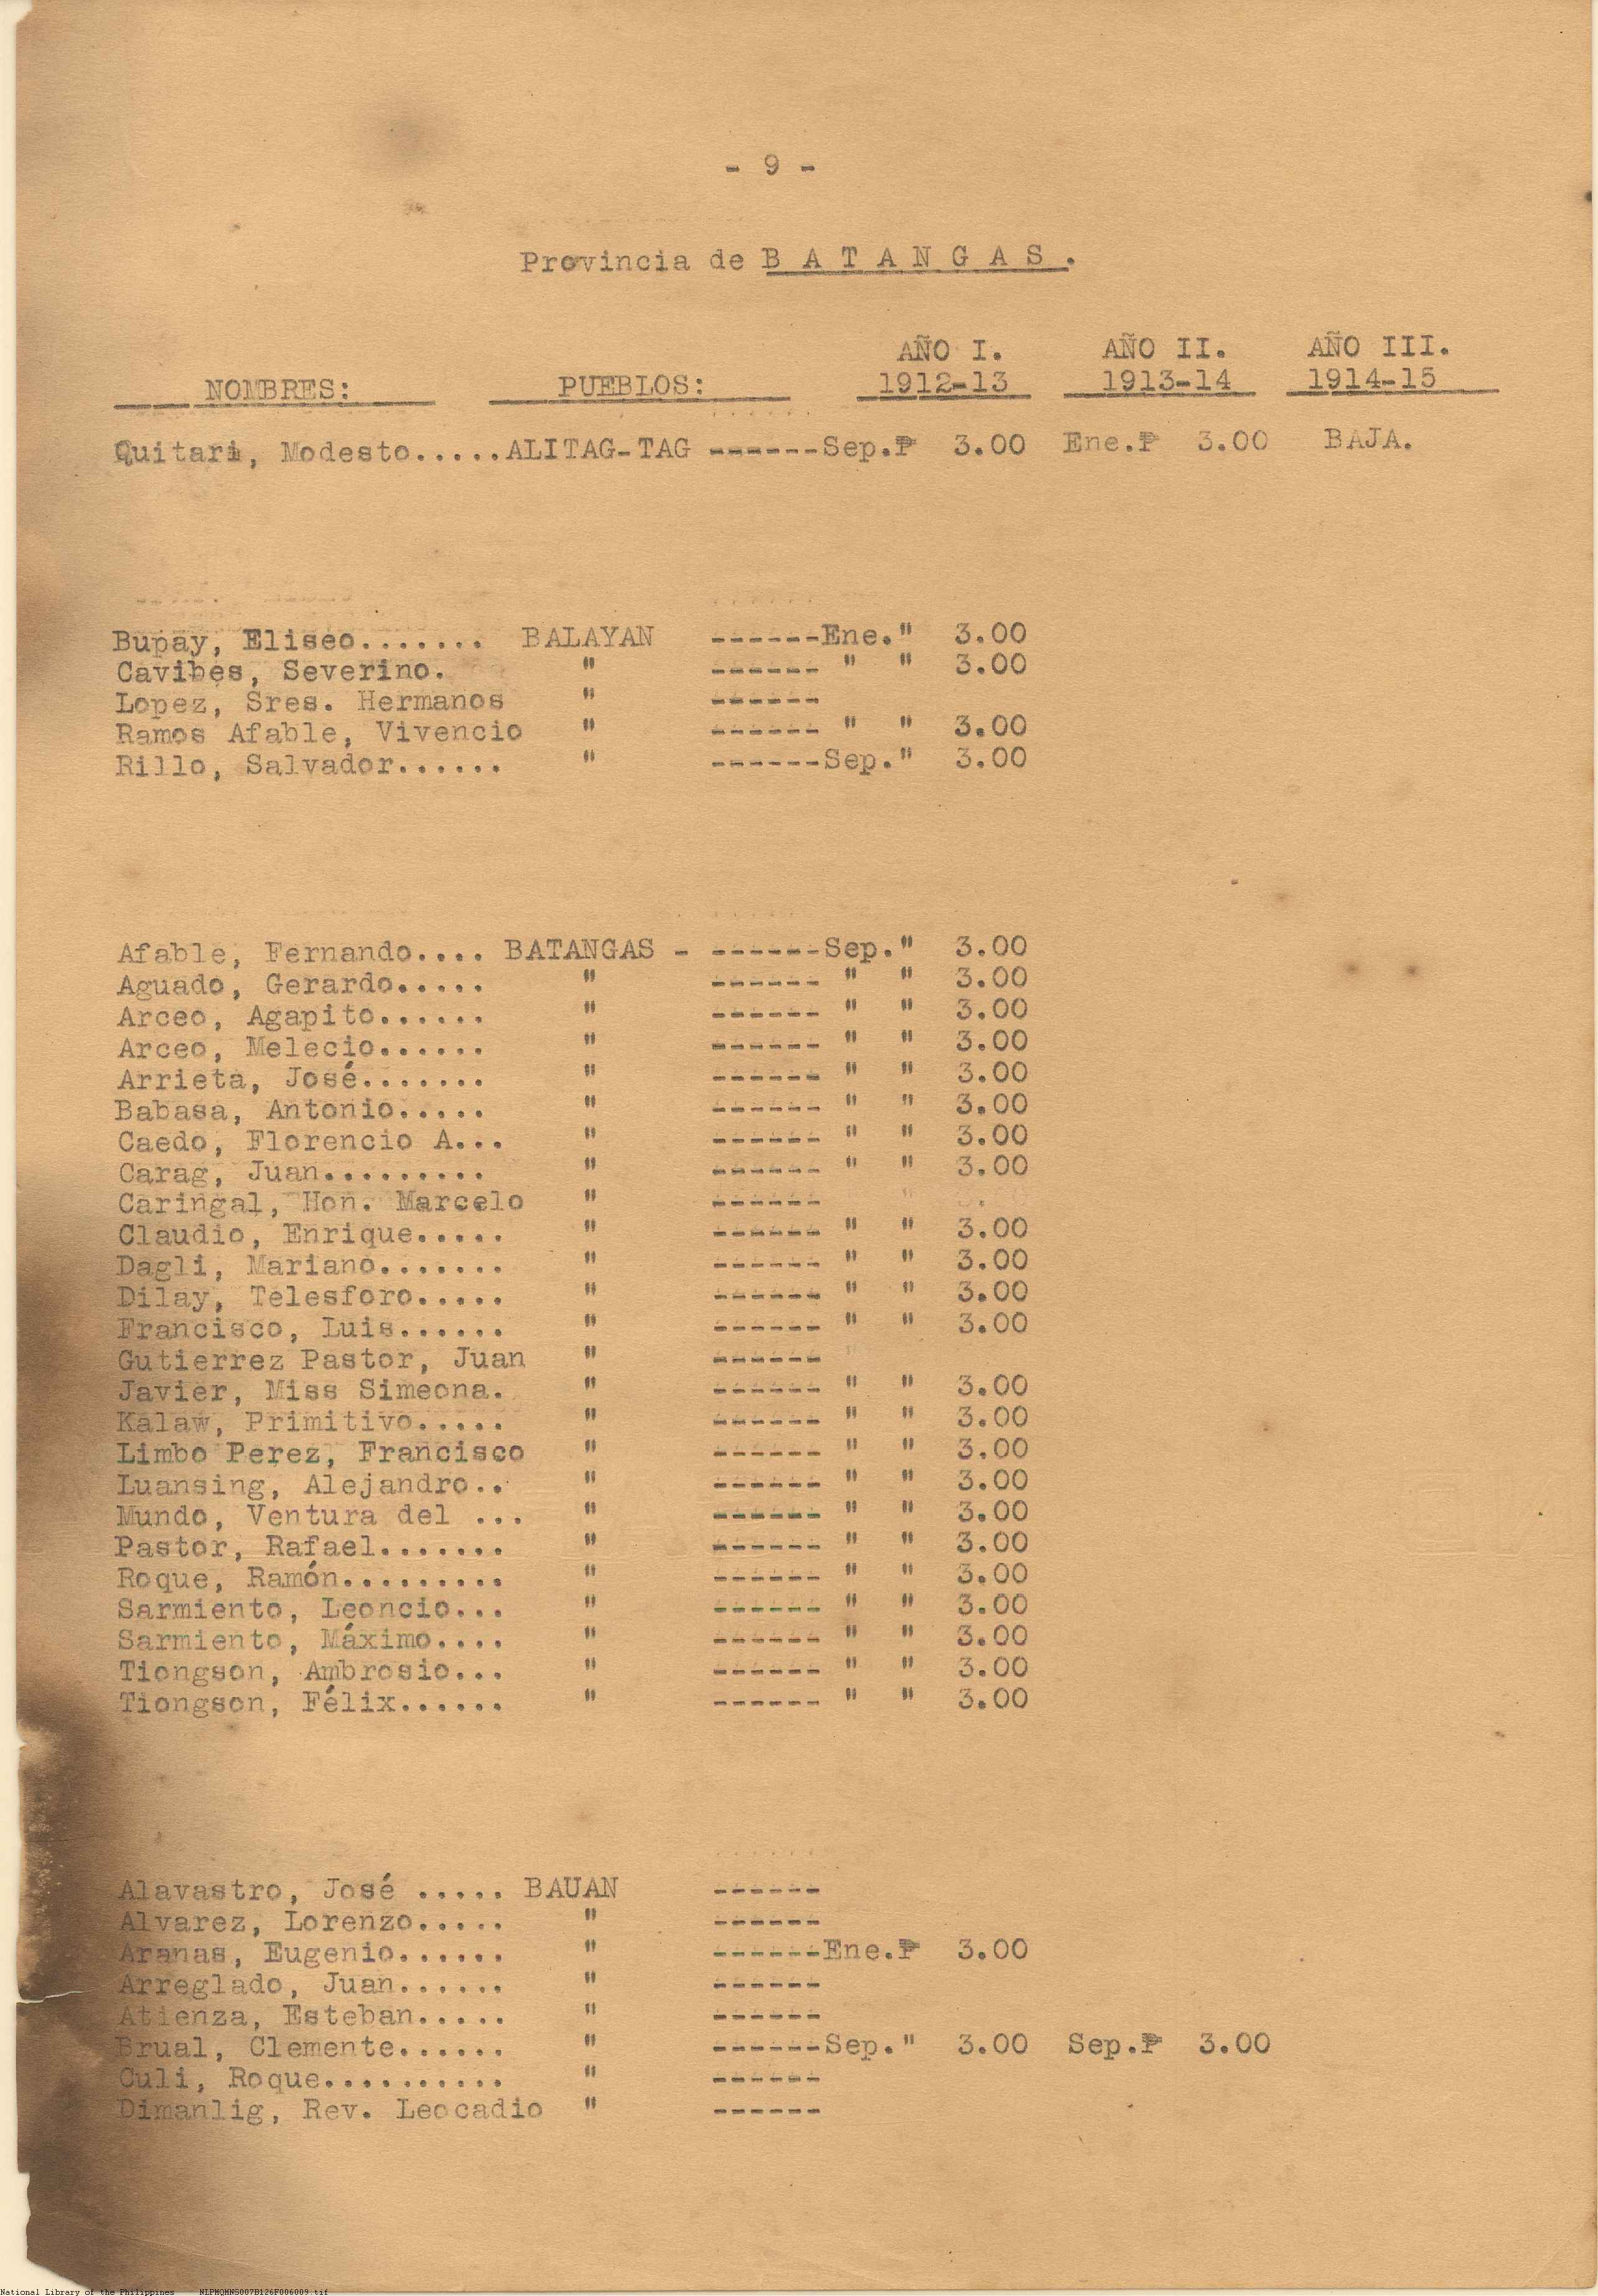 - 9 -
Provincia de B A T A N G A S .
AÑO I. AÑO II. AÑO III.
NOMBRES: PUEBLOS: 1912-13 1913-14 1914-15
Quitari, Modesto.....ALITAG-TAG ------Sep.₱ 3.00 Ene.₱ 3.00 BAJA.
Bupay, Eliseo....... BALAYAN ------Ene." 3.00
Cavibes, Severino. " ------ " " 3.00
Lopez, Sres. Hermanos " ------
Ramos Afable, Vivencio " ------ " " 3.00
Rillo, Salvador...... " ------Sep." 3.00
Afable, Fernando.... BATANGAS - ------Sep." 3.00
Aguado, Gerardo..... " ------ " " 3.00
Arceo, Agapito...... " ------ " " 3.00
Arceo, Melecio...... " ------ " " 3.00
Arrieta, José....... " ------ " " 3.00
Babasa, Antonio..... " ------ " " 3.00
Caedo, Florencio A... " ------ " " 3.00
Carag, Juan......... " ------ " " 3.00
Caringal, Hon. Marcelo " ------
Claudio, Enrique..... " ------ " " 3.00
Dagli, Mariano....... " ------ " " 3.00
Dilay, Telesforo..... " ------ " " 3.00
Francisco, Luis...... " ------ " " 3.00
Gutierrez Pastor, Juan " ------
Javier, Miss Simeona. " ------ " " 3.00
Kalaw, Primitivo..... " ------ " " 3.00
Limbo Perez, Francisco " ------ " " 3.00
Luansing, Alejandro.. " ------ " " 3.00
Mundo, Ventura del ... " ------ " " 3.00
Pastor, Rafael....... " ------ " " 3.00
Roque, Ramón......... " ------ " " 3.00
Sarmiento, Leoncio... " ------ " " 3.00
Sarmiento, Máximo.... " ------ " " 3.00
Tiongson, Ambrosio... " ------ " " 3.00
Tiongson, Félix...... " ------ " " 3.00
Alavastro, José ..... BAUAN ------
Alvarez, Lorenzo..... " ------
Aranas, Eugenio...... " ------Ene.₱ 3.00
Arreglado, Juan...... " ------
Atienza, Esteban..... " ------
Brual, Clemente...... " ------Sep." 3.00 Sep.₱ 3.00
Culi, Roque.......... " ------
Dimanlig, Rev. Leocadio " ------
National Library of the Philippines NLPMQMNS007B126F006009.tif